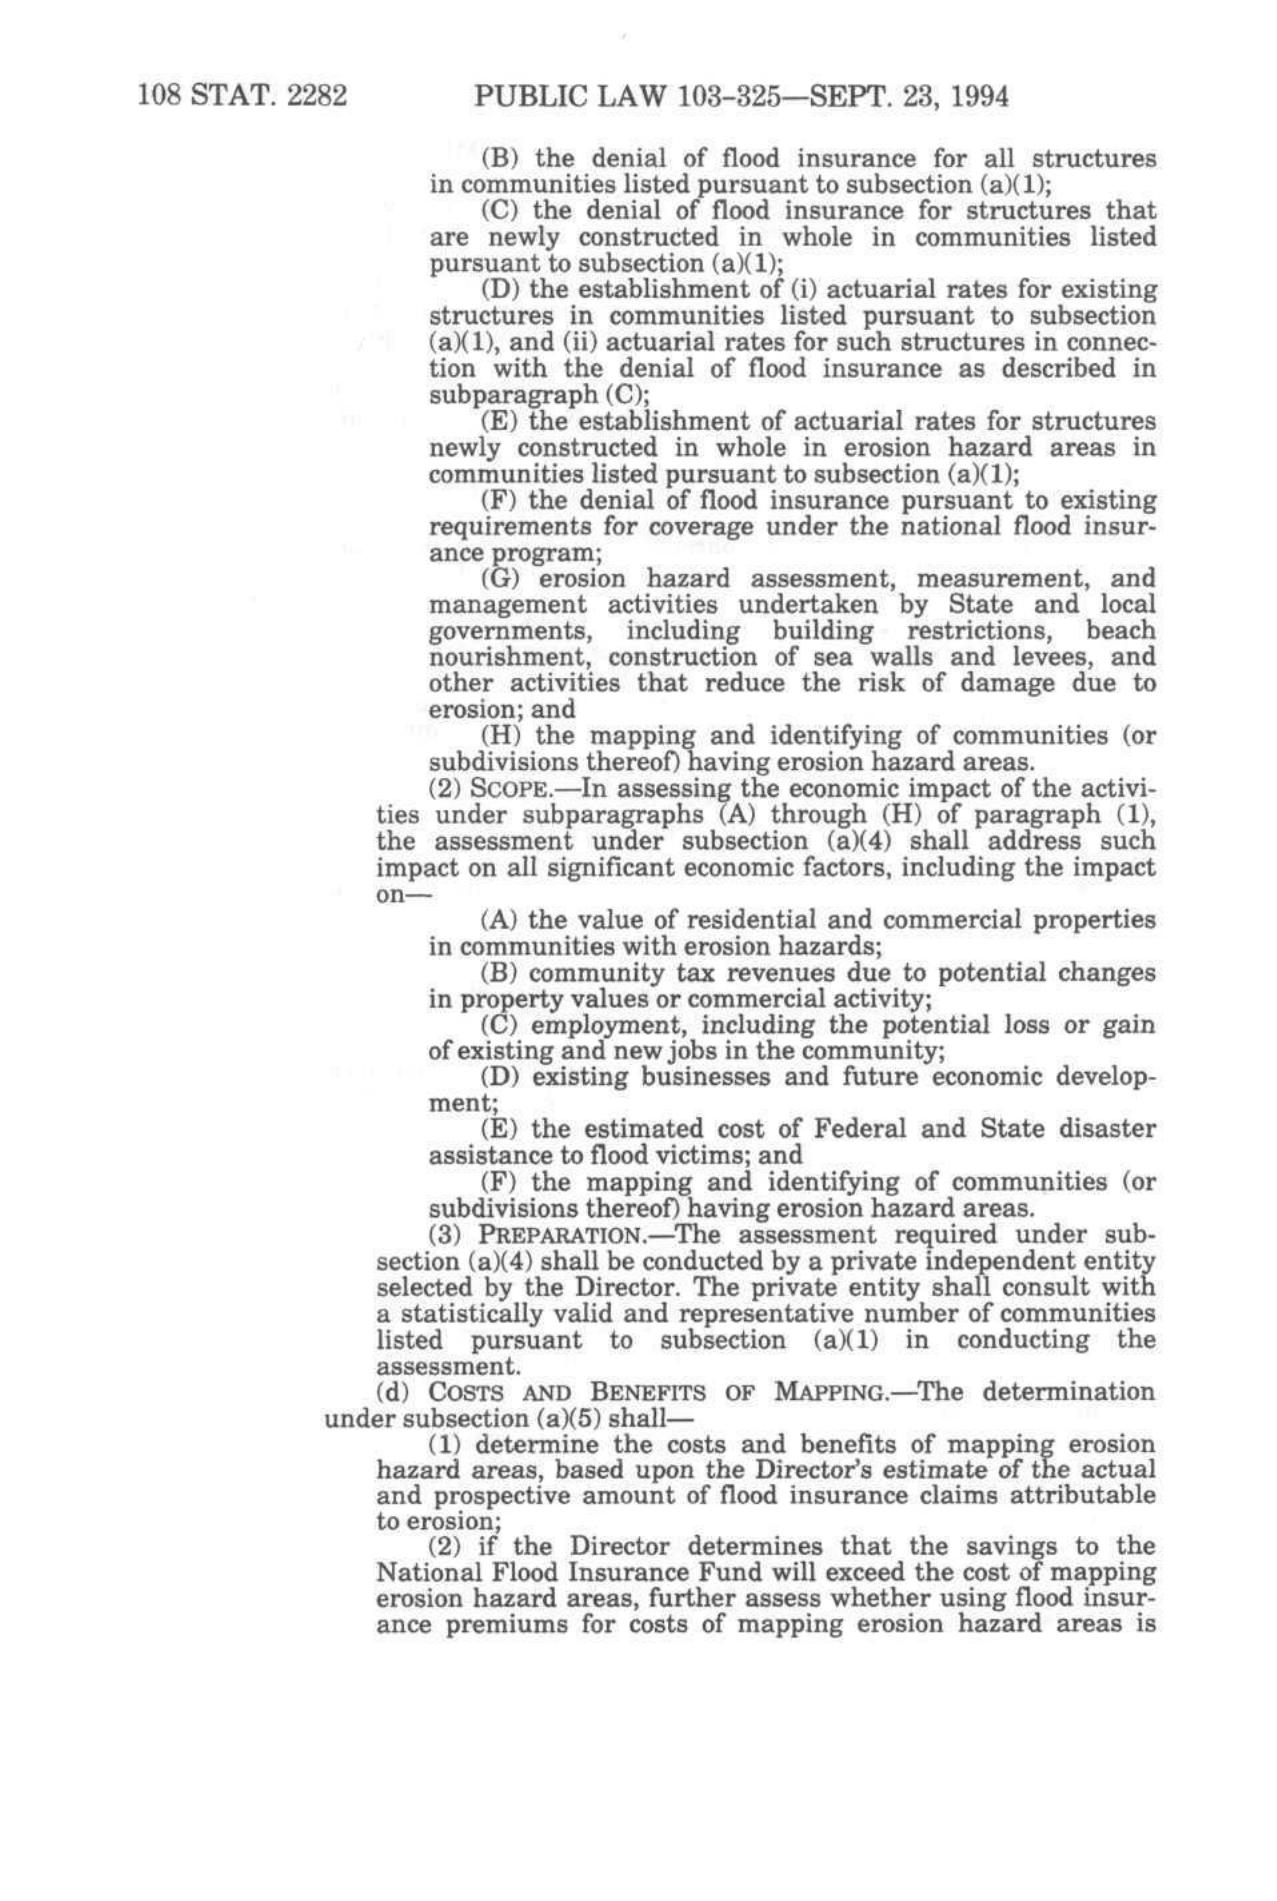 108 STAT. 2282 PUBLIC LAW 103-325—SEPT. 23, 1994
(B) the denial of flood insurance for all structures
in communities listed pursuant to subsection (a)(1);
(C) the denial of flood insurance for structures that
are newly constructed in whole in communities listed
pursuant to subsection (a)(1);
(D) the establishment of (i) actuarial rates for existing
structures in communities listed pursuant to subsection
(a)(1), and (ii) actuarial rates for such structures in connec-
tion with the denial of flood insurance as described in
subparagraph (C);
(E) the establishment of actuarial rates for structures
newly constructed in whole in erosion hazard areas in
communities listed pursuant to subsection (a)(1);
(F) the denial of flood insurance pursuant to existing
requirements for coverage under the national flood insur-
ance program;
(G) erosion hazard assessment, measurement, and
management activities undertaken by State and local
governments, including building restrictions, beach
nourishment, construction of sea walls and levees, and
other activities that reduce the risk of damage due to
erosion; and
(H) the mapping and identifying of communities (or
subdivisions thereof) having erosion hazard areas.
(2) SCOPE.—In assessing the economic impact of the activi-
ties under subparagraphs (A) through (H) of paragraph (1),
the assessment under subsection (a)(4) shall address such
impact on all significant economic factors, including the impact
on—
(A) the value of residential and commercial properties
in communities with erosion hazards;
(B) community tax revenues due to potential changes
in property values or commercial activity;
(C) employment, including the potential loss or gain
of existing and new jobs in the community;
(D) existing businesses and future economic develop-
ment;
(E) the estimated cost of Federal and State disaster
assistance to flood victims; and
(F) the mapping and identifying of communities (or
subdivisions thereof) having erosion hazard areas.
(3) PREPARATION.—The assessment required under sub-
section (a)(4) shall be conducted by a private independent entity
selected by the Director. The private entity shall consult with
a statistically valid and representative number of communities
listed pursuant to subsection (a)(1) in conducting the
assessment.
(d) COSTS AND BENEFITS OF MAPPING.—The determination
under subsection (a)(5) shall—
(1) determine the costs and benefits of mapping erosion
hazard areas, based upon the Director's estimate of the actual
and prospective amount of flood insurance claims attributable
to erosion;
(2) if the Director determines that the savings to the
National Flood Insurance Fund will exceed the cost of mapping
erosion hazard areas, further assess whether using flood insur-
ance premiums for costs of mapping erosion hazard areas is